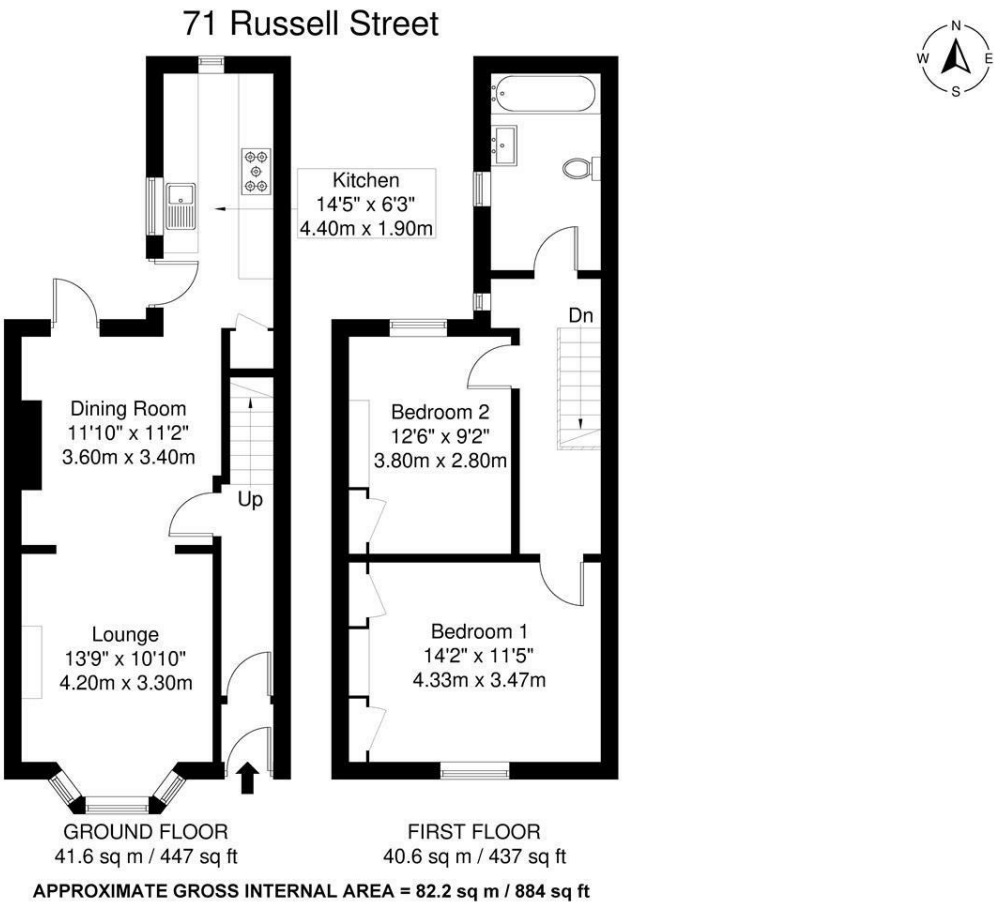 71 Russell Street
N
W E
S
Kitchen
14'5" x 6'3"
4.40m x 1.90m
Dn
Dining Room
11'10" x 11'2"
3.60m x 3.40m
Bedroom 2
12'6" x 9'2"
3.80m x 2.80m
Up
Lounge
13'9" x 10'10"
4.20m x 3.30m
Bedroom 1
14'2" x 11'5"
4.33m x 3.47m
GROUND FLOOR
41.6 sq m / 447 sq ft
FIRST FLOOR
40.6 sq m / 437 sq ft
APPROXIMATE GROSS INTERNAL AREA = 82.2 sq m / 884 sq ft